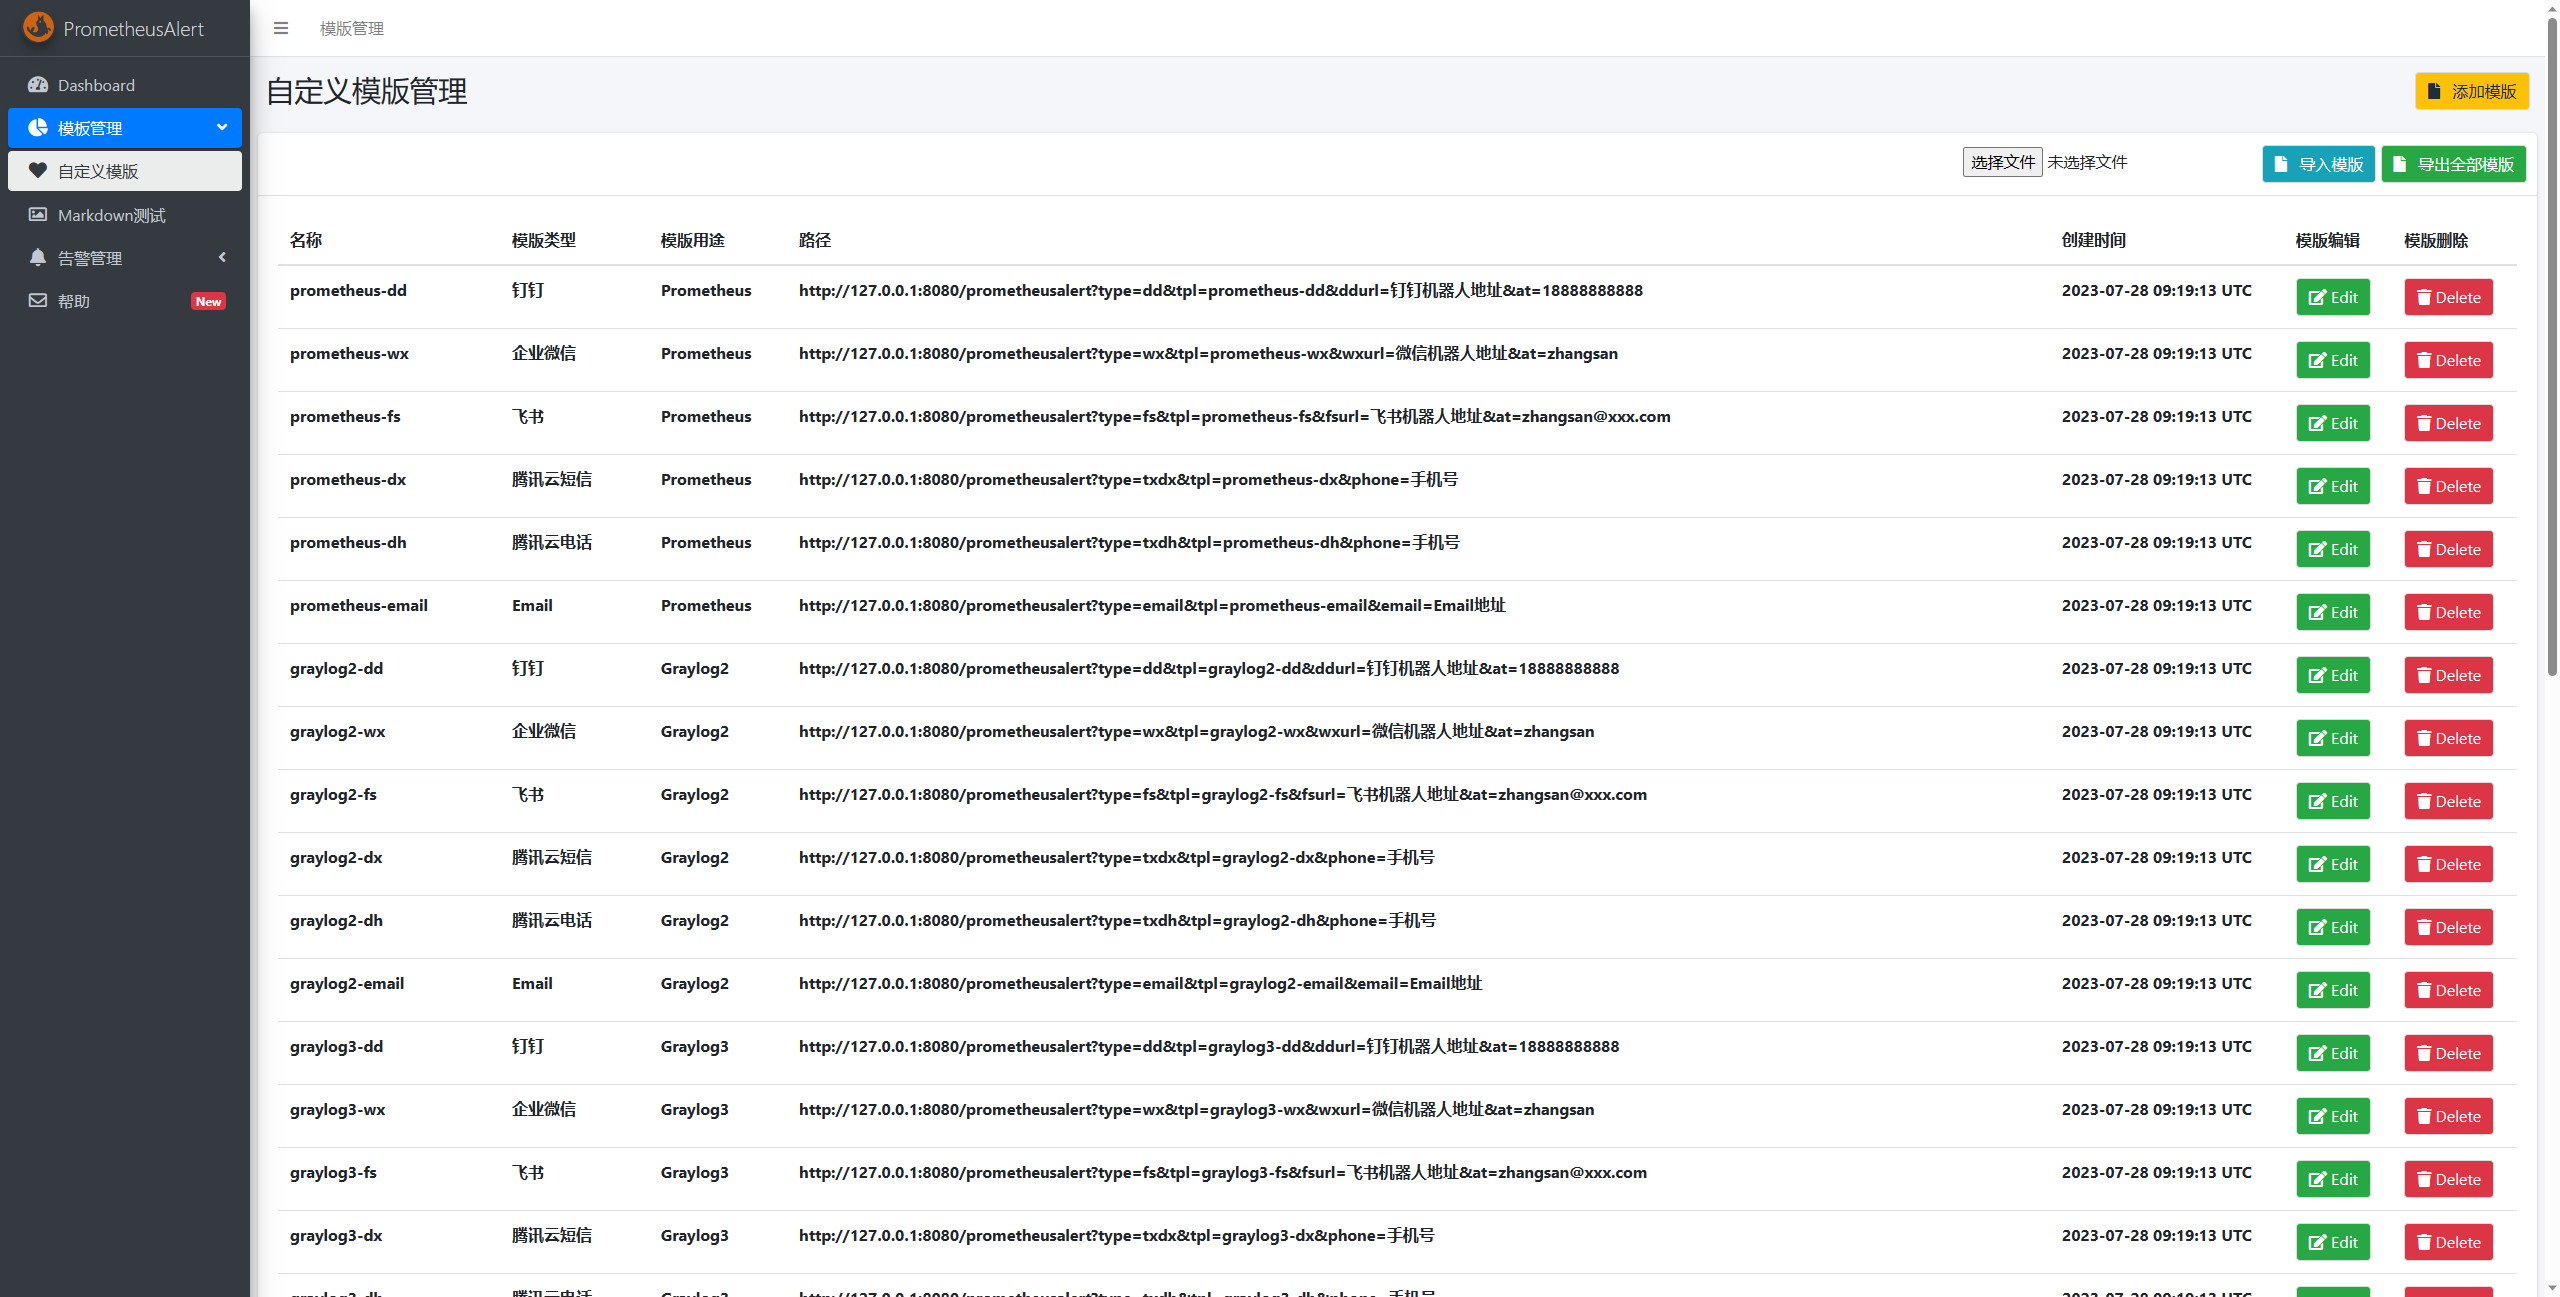 PrometheusAlert
模版管理
Dashboard
模板管理
自定义模版
Markdown测试
告警管理
帮助 New
自定义模版管理
添加模版
选择文件 未选择文件 导入模版 导出全部模版
名称 模版类型 模版用途 路径 创建时间 模版编辑 模版删除
prometheus-dd 钉钉 Prometheus http://127.0.0.1:8080/prometheusalert?type=dd&tpl=prometheus-dd&ddurl=钉钉机器人地址&at=18888888888 2023-07-28 09:19:13 UTC Edit Delete
prometheus-wx 企业微信 Prometheus http://127.0.0.1:8080/prometheusalert?type=wx&tpl=prometheus-wx&wxurl=微信机器人地址&at=zhangsan 2023-07-28 09:19:13 UTC Edit Delete
prometheus-fs 飞书 Prometheus http://127.0.0.1:8080/prometheusalert?type=fs&tpl=prometheus-fs&fsurl=飞书机器人地址&at=zhangsan@xxx.com 2023-07-28 09:19:13 UTC Edit Delete
prometheus-dx 腾讯云短信 Prometheus http://127.0.0.1:8080/prometheusalert?type=txdx&tpl=prometheus-dx&phone=手机号 2023-07-28 09:19:13 UTC Edit Delete
prometheus-dh 腾讯云电话 Prometheus http://127.0.0.1:8080/prometheusalert?type=txdh&tpl=prometheus-dh&phone=手机号 2023-07-28 09:19:13 UTC Edit Delete
prometheus-email Email Prometheus http://127.0.0.1:8080/prometheusalert?type=email&tpl=prometheus-email&email=Email地址 2023-07-28 09:19:13 UTC Edit Delete
graylog2-dd 钉钉 Graylog2 http://127.0.0.1:8080/prometheusalert?type=dd&tpl=graylog2-dd&ddurl=钉钉机器人地址&at=18888888888 2023-07-28 09:19:13 UTC Edit Delete
graylog2-wx 企业微信 Graylog2 http://127.0.0.1:8080/prometheusalert?type=wx&tpl=graylog2-wx&wxurl=微信机器人地址&at=zhangsan 2023-07-28 09:19:13 UTC Edit Delete
graylog2-fs 飞书 Graylog2 http://127.0.0.1:8080/prometheusalert?type=fs&tpl=graylog2-fs&fsurl=飞书机器人地址&at=zhangsan@xxx.com 2023-07-28 09:19:13 UTC Edit Delete
graylog2-dx 腾讯云短信 Graylog2 http://127.0.0.1:8080/prometheusalert?type=txdx&tpl=graylog2-dx&phone=手机号 2023-07-28 09:19:13 UTC Edit Delete
graylog2-dh 腾讯云电话 Graylog2 http://127.0.0.1:8080/prometheusalert?type=txdh&tpl=graylog2-dh&phone=手机号 2023-07-28 09:19:13 UTC Edit Delete
graylog2-email Email Graylog2 http://127.0.0.1:8080/prometheusalert?type=email&tpl=graylog2-email&email=Email地址 2023-07-28 09:19:13 UTC Edit Delete
graylog3-dd 钉钉 Graylog3 http://127.0.0.1:8080/prometheusalert?type=dd&tpl=graylog3-dd&ddurl=钉钉机器人地址&at=18888888888 2023-07-28 09:19:13 UTC Edit Delete
graylog3-wx 企业微信 Graylog3 http://127.0.0.1:8080/prometheusalert?type=wx&tpl=graylog3-wx&wxurl=微信机器人地址&at=zhangsan 2023-07-28 09:19:13 UTC Edit Delete
graylog3-fs 飞书 Graylog3 http://127.0.0.1:8080/prometheusalert?type=fs&tpl=graylog3-fs&fsurl=飞书机器人地址&at=zhangsan@xxx.com 2023-07-28 09:19:13 UTC Edit Delete
graylog3-dx 腾讯云短信 Graylog3 http://127.0.0.1:8080/prometheusalert?type=txdx&tpl=graylog3-dx&phone=手机号 2023-07-28 09:19:13 UTC Edit Delete